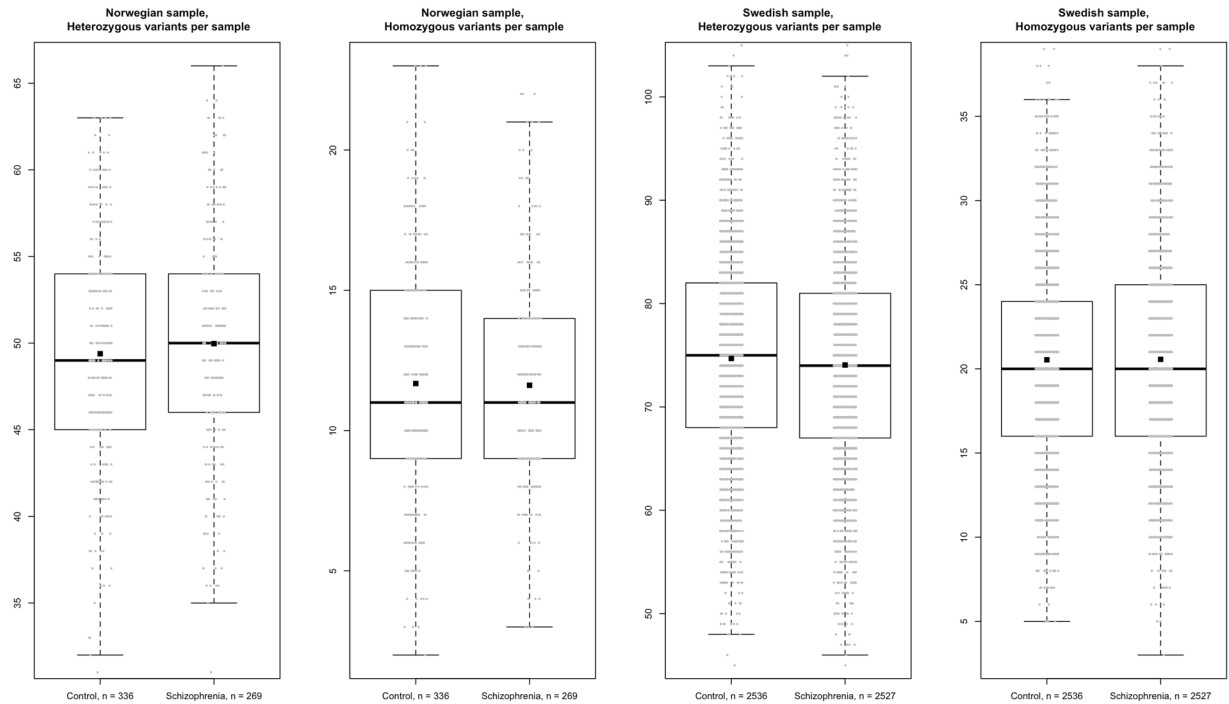 Norwegian sample,
Heterozygous variants per sample
65
60
55
50
45
40
35
Control, n = 336
Schizophrenia, n = 269
Norwegian sample,
Homozygous variants per sample
20
15
10
5
Control, n = 336
Schizophrenia, n = 269
Swedish sample,
Heterozygous variants per sample
100
90
80
70
60
50
Control, n = 2536
Schizophrenia, n = 2527
Swedish sample,
Homozygous variants per sample
35
30
25
20
15
10
5
Control, n = 2536
Schizophrenia, n = 2527